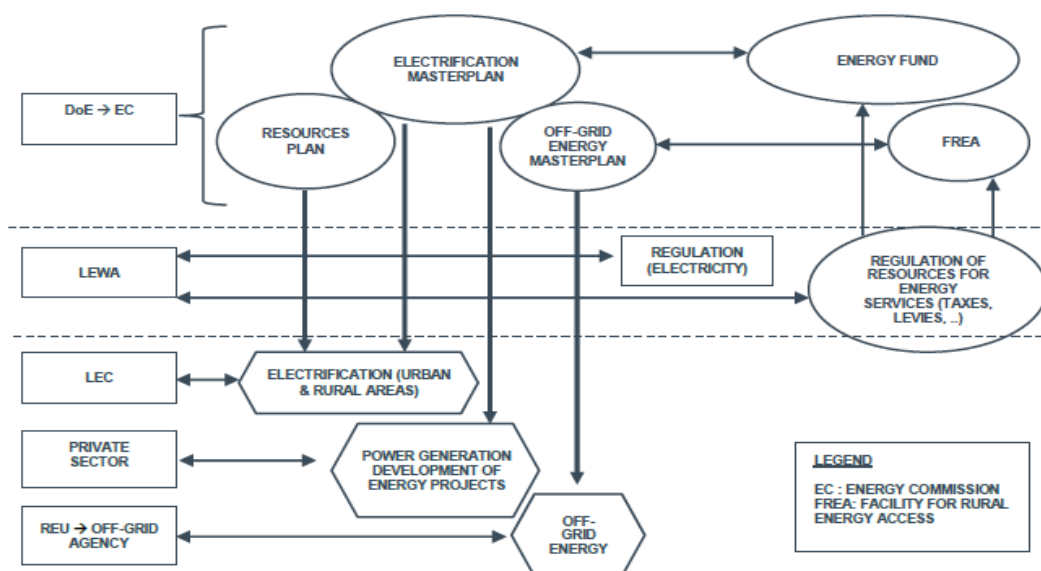 ELECTRIFICATION
MASTERPLAN
ENERGY FUND
DoE → EC
RESOURCES
PLAN
OFF-GRID
ENERGY
MASTERPLAN
FREA
LEWA
REGULATION
(ELECTRICITY)
REGULATION OF
RESOURCES FOR
ENERGY
SERVICES (TAXES,
LEVIES, ..)
LEC
ELECTRIFICATION (URBAN
& RURAL AREAS)
PRIVATE
SECTOR
POWER GENERATION
DEVELOPMENT OF
ENERGY PROJECTS
LEGEND
EC : ENERGY COMMISSION
FREA: FACILITY FOR RURAL
ENERGY ACCESS
REU → OFF-GRID
AGENCY
OFF-
GRID
ENERGY